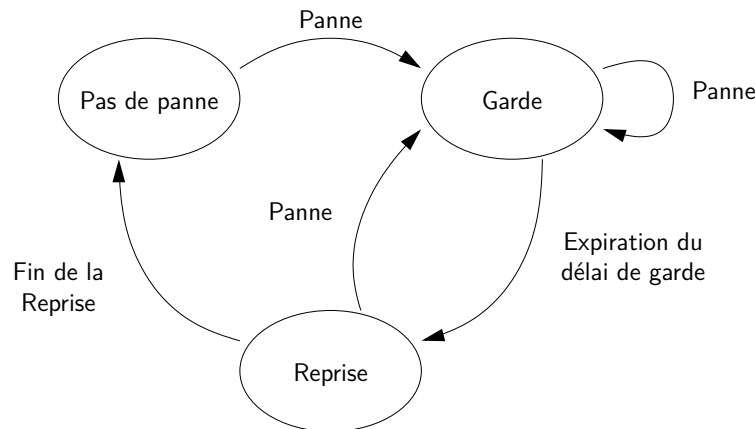 Panne
Pas de panne
Garde
Panne
Panne
Expiration du
délai de garde
Fin de la
Reprise
Reprise